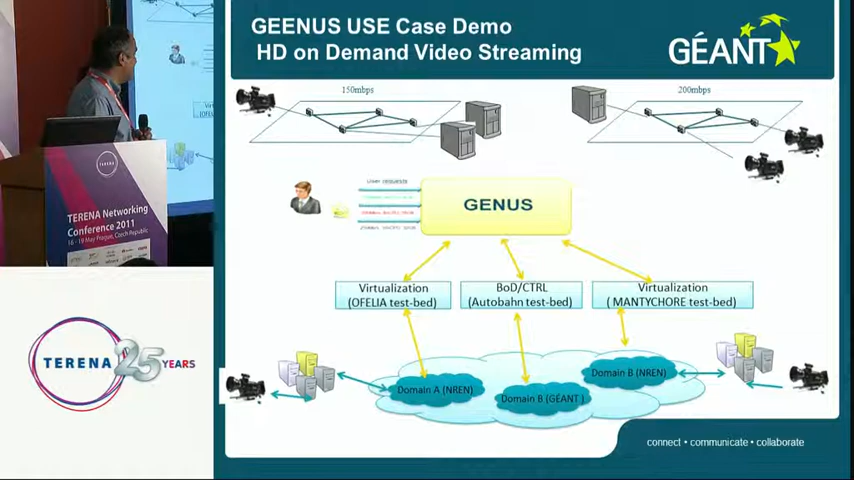 GEENUS USE Case Demo
HD on Demand Video Streaming
GÉANT
150mbps
200mbps
User requests
GENUS
Virtualization
(OFELIA test-bed)
BoD/CTRL
(Autobahn test-bed)
Virtualization
( MANTYCHORE test-bed)
Domain A (NREN)
Domain B (GÉANT )
Domain B (NREN)
connect • communicate • collaborate
TERENA
TERENA Networking
Conference 2011
16 - 19 May Prague, Czech Republic
TERENA 25 YEARS